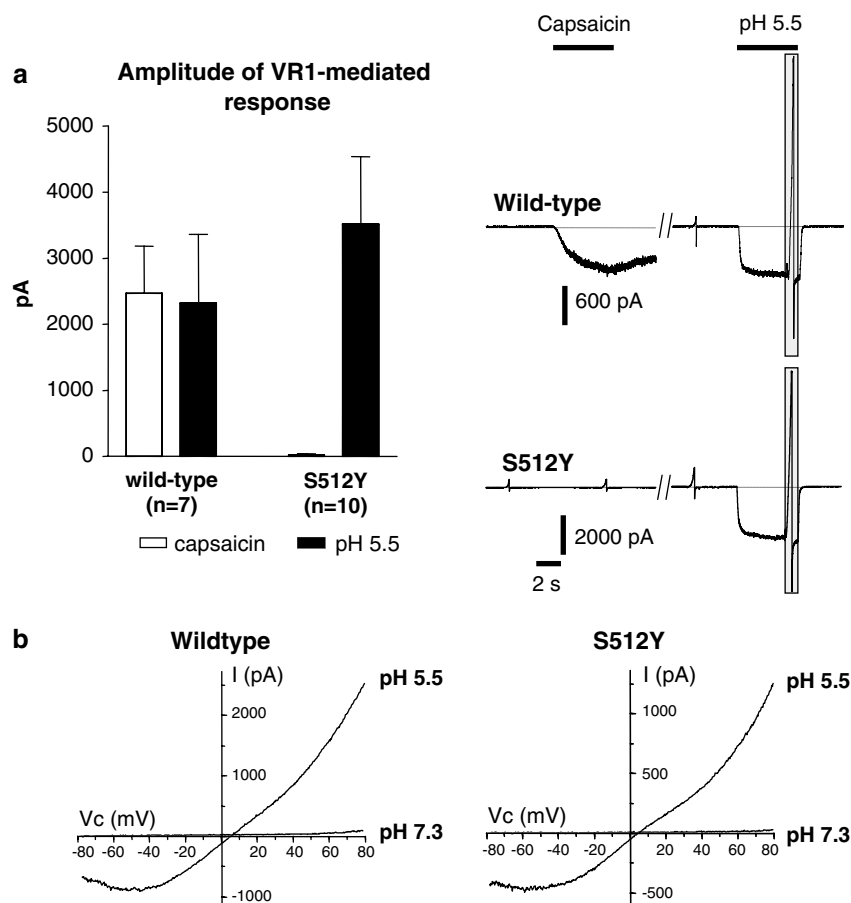 a
Amplitude of VR1-mediated
response
5000
4000
3000
2000
1000
0
pA
wild-type
(n=7)
S512Y
(n=10)
capsaicin
pH 5.5
Capsaicin
pH 5.5
Wild-type
//
600 pA
S512Y
//
2000 pA
2 s
b
Wildtype
I (pA)
pH 5.5
2000
1000
Vc (mV)
pH 7.3
-80 -60 -40 -20 20 40 60 80
-1000
S512Y
I (pA)
pH 5.5
1000
500
Vc (mV)
pH 7.3
-80 -60 -40 -20 20 40 60 80
-500